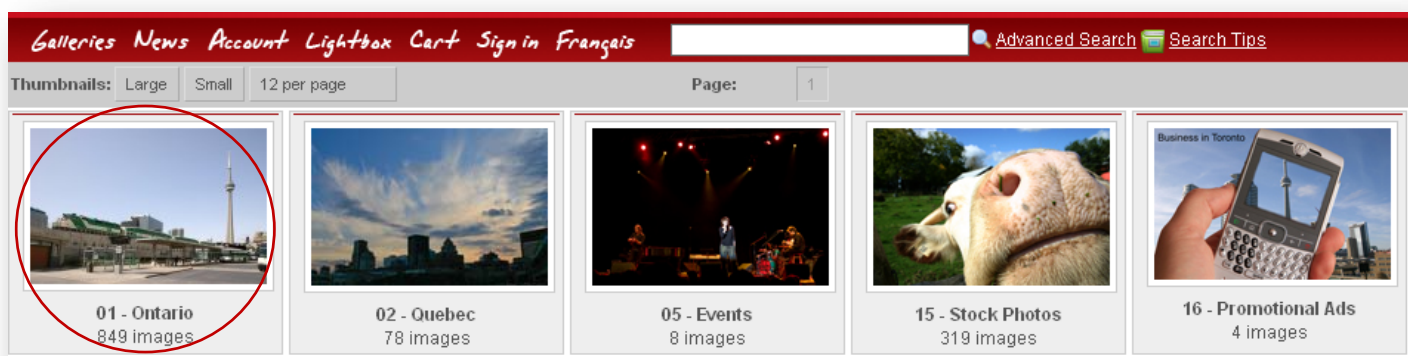 Galleries News Account Lightbox Cart Sign in Français Advanced Search Search Tips
Thumbnails: Large Small 12 per page Page: 1
Business in Toronto
01 - Ontario
849 images
02 - Quebec
78 images
05 - Events
8 images
15 - Stock Photos
319 images
16 - Promotional Ads
4 images